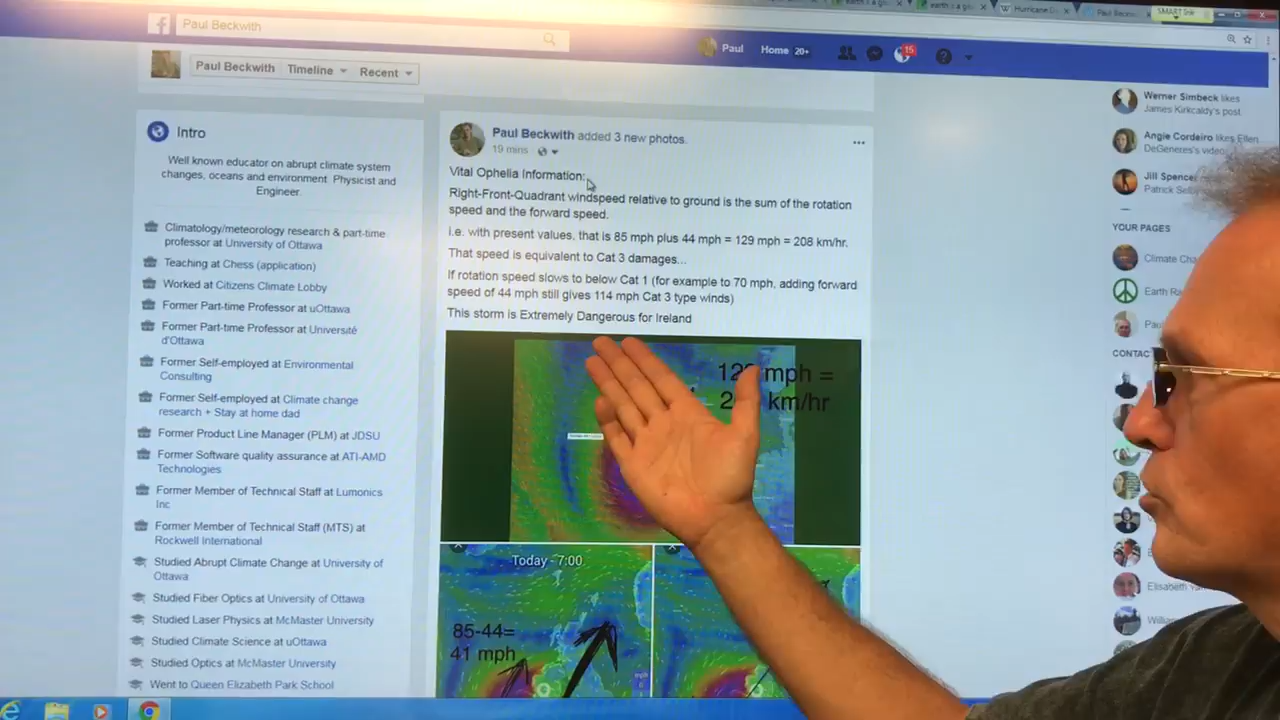 SMART Ink
Paul Beckwith
Paul
Home 20+
15
Paul Beckwith
Timeline
Recent
Intro
Well known educator on abrupt climate system
changes, oceans and environment. Physicist and
Engineer.
Climatology/meteorology research & part-time
professor at University of Ottawa
Teaching at Chess (application)
Worked at Citizens Climate Lobby
Former Part-time Professor at uOttawa
Former Part-time Professor at Université
d'Ottawa
Former Self-employed at Environmental
Consulting
Former Self-employed at Climate change
research + Stay at home dad
Former Product Line Manager (PLM) at JDSU
Former Software quality assurance at ATI-AMD
Technologies
Former Member of Technical Staff at Lumonics
Inc
Former Member of Technical Staff (MTS) at
Rockwell International
Studied Abrupt Climate Change at University of
Ottawa
Studied Fiber Optics at University of Ottawa
Studied Laser Physics at McMaster University
Studied Climate Science at uOttawa
Studied Optics at McMaster University
Went to Queen Elizabeth Park School
Paul Beckwith added 3 new photos.
19 mins
Vital Ophelia Information:
Right-Front-Quadrant windspeed relative to ground is the sum of the rotation
speed and the forward speed.
i.e. with present values, that is 85 mph plus 44 mph = 129 mph = 208 km/hr.
That speed is equivalent to Cat 3 damages...
If rotation speed slows to below Cat 1 (for example to 70 mph, adding forward
speed of 44 mph still gives 114 mph Cat 3 type winds)
This storm is Extremely Dangerous for Ireland
mph =
km/hr
Today - 7:00
85-44=
41 mph
Werner Simbeck likes
James Kirkcaldy's post.
Angie Cordeiro likes Ellen
DeGeneres's video
Jill Spence
Patrick
YOUR PAGES
Climate
Earth
CONTAC